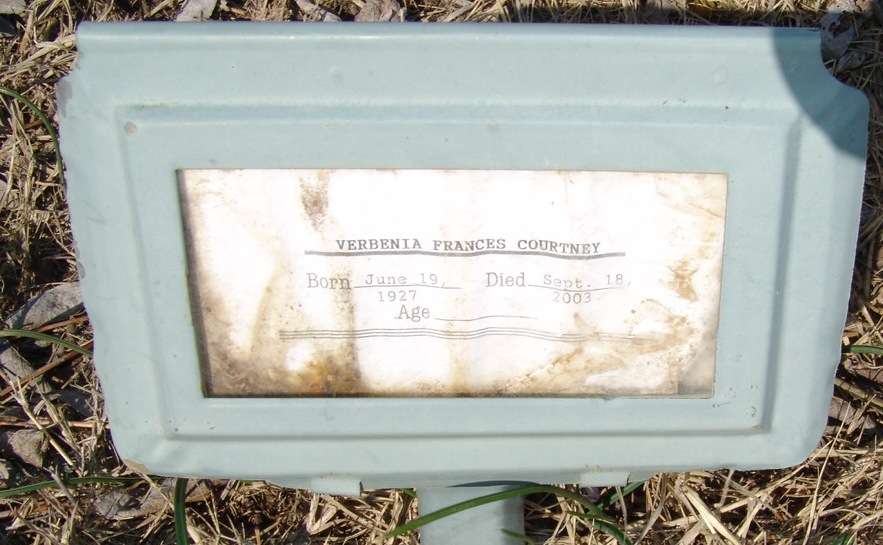 VERBENIA FRANCES COURTNEY
Born June 19, Died Sept. 18,
1927 2003
Age